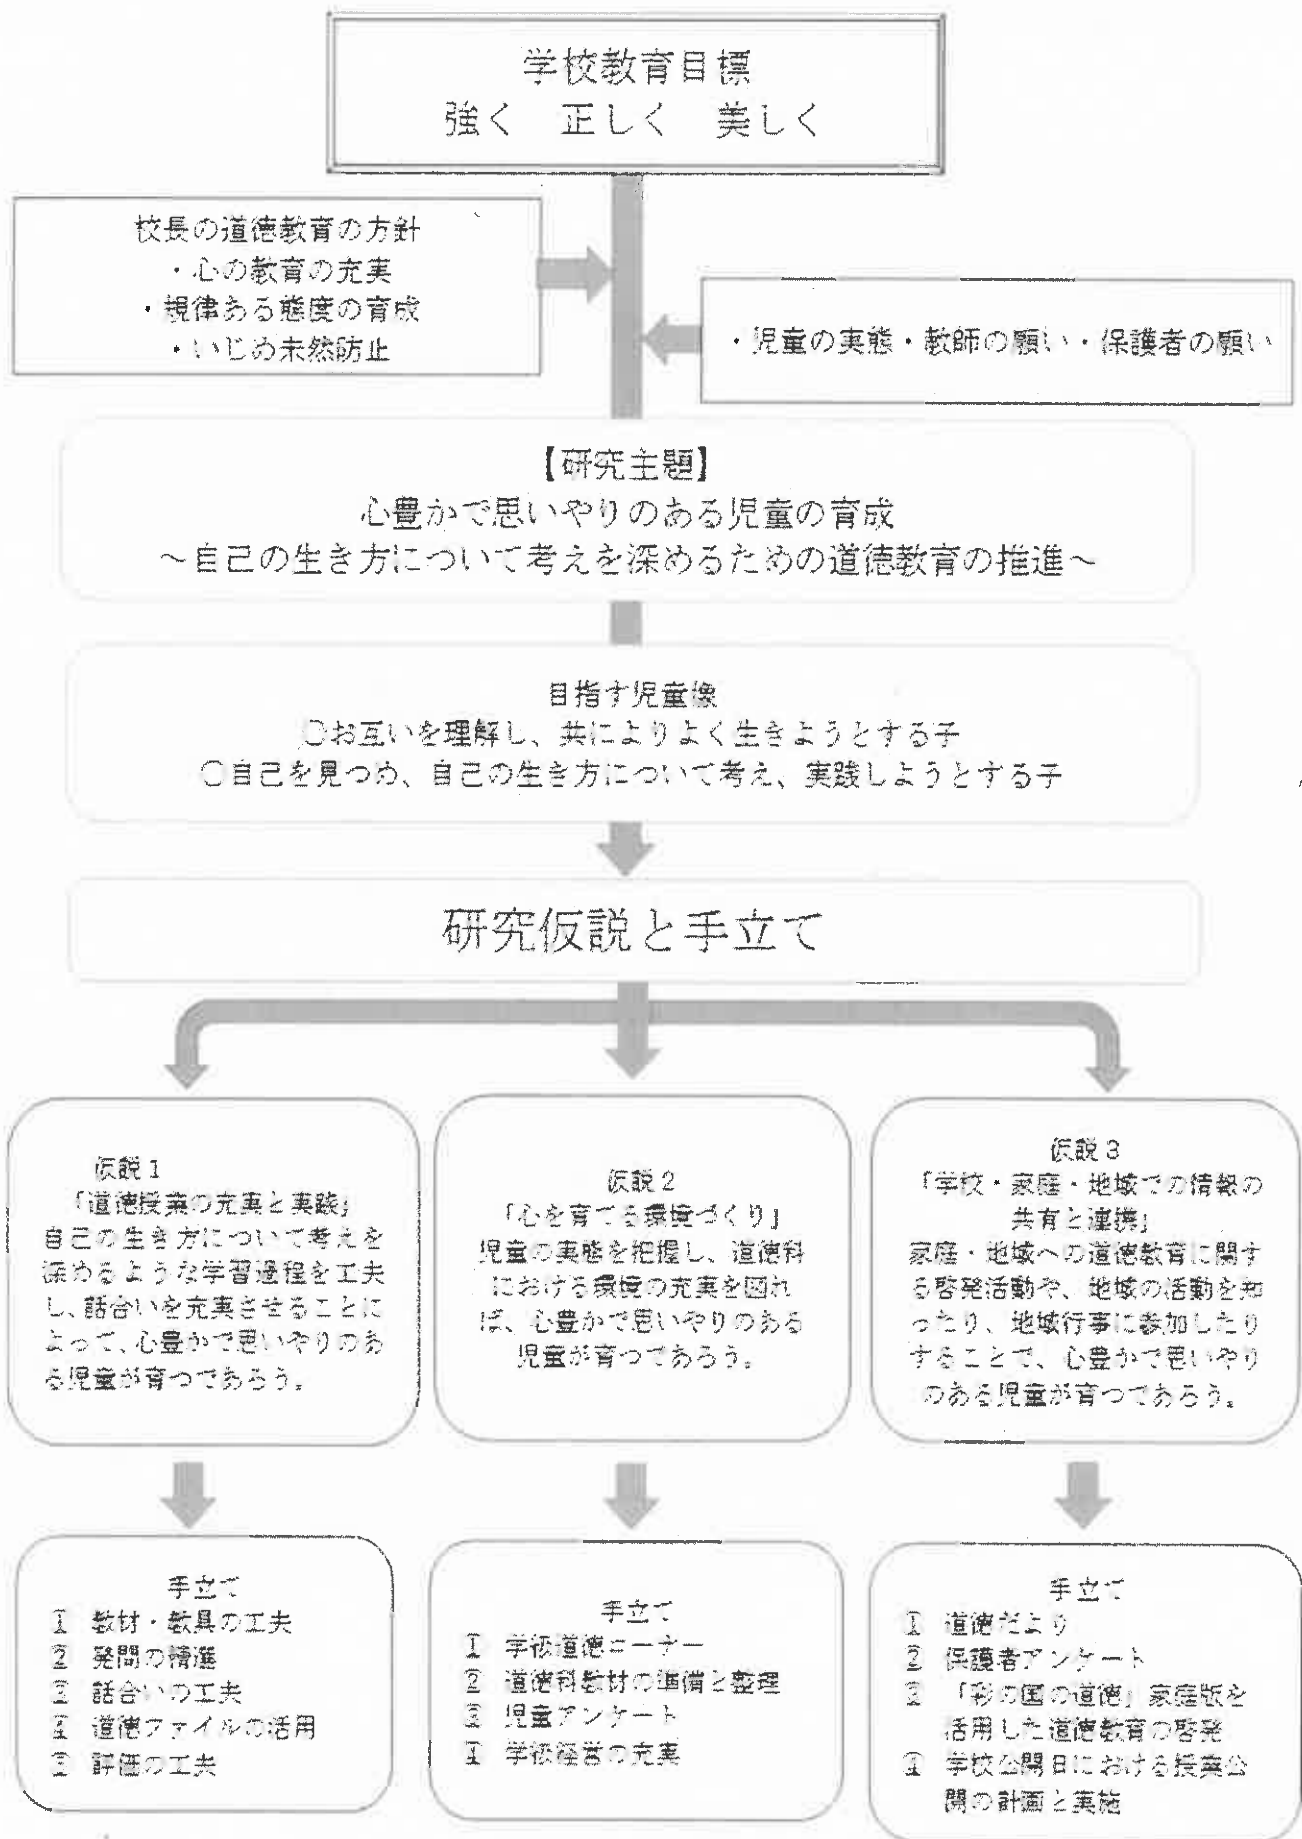 学校教育目標
強く　正しく　美しく
校長の道徳教育の方針
・心の教育の充実
・規律ある態度の育成
・いじめ未然防止
・児童の実態・教師の願い・保護者の願い
【研究主題】
心豊かで思いやりのある児童の育成
～自己の生き方について考えを深めるための道徳教育の推進～
目指す児童像
○お互いを理解し、共によりよく生きようとする子
○自己を見つめ、自己の生き方について考え、実践しようとする子
研究仮説と手立て
仮説１
「道徳授業の充実と実践」
自己の生き方について考えを
深めるような学習過程を工夫
し、話合いを充実させることに
よって、心豊かで思いやりのあ
る児童が育つであろう。
仮説２
「心を育てる環境づくり」
児童の実態を把握し、道徳科
における環境の充実を図れ
ば、心豊かで思いやりのある
児童が育つであろう。
仮説３
「学校・家庭・地域での情報の
共有と連携」
家庭・地域への道徳教育に関す
る啓発活動や、地域の活動を知
ったり、地域行事に参加したり
することで、心豊かで思いやり
のある児童が育つであろう。
手立て
① 教材・教具の工夫
② 発問の精選
③ 話合いの工夫
④ 道徳ファイルの活用
⑤ 評価の工夫
手立て
① 学級道徳コーナー
② 道徳科教材の準備と整理
③ 児童アンケート
④ 学級経営の充実
手立て
① 道徳だより
② 保護者アンケート
③ 「彩の国の道徳」家庭版を
活用した道徳教育の啓発
④ 学校公開日における授業公
開の計画と実施